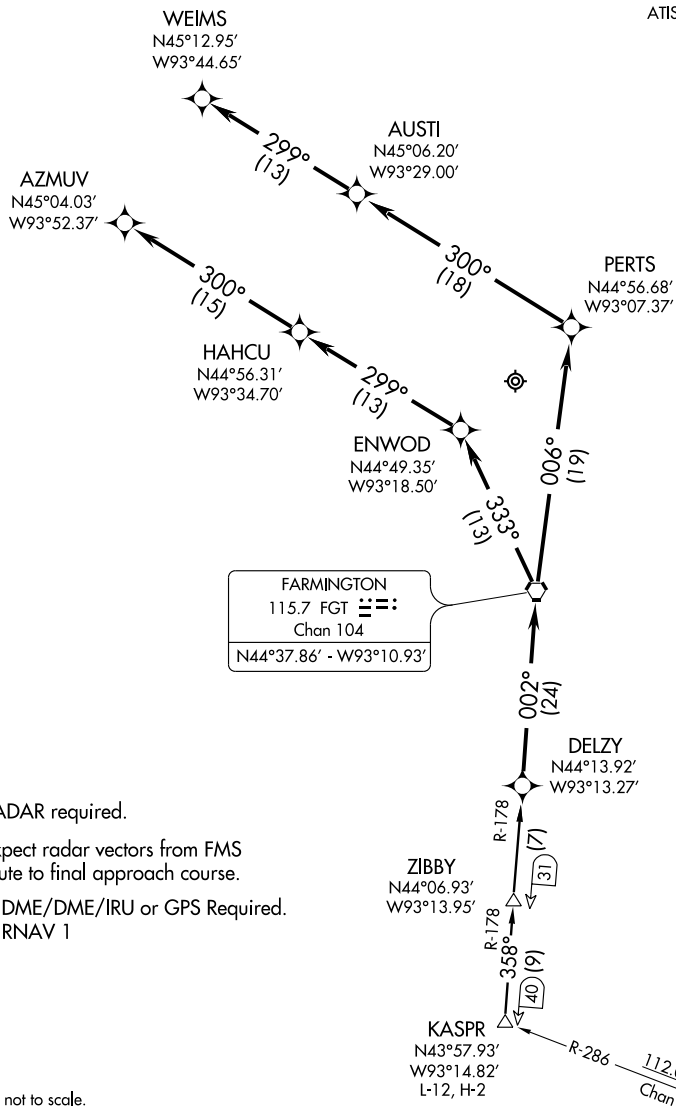 ATIS
WEIMS
N45°12.95'
W93°44.65'
299°
(13)
AUSTI
N45°06.20'
W93°29.00'
AZMUV
N45°04.03'
W93°52.37'
300°
(18)
PERTS
N44°56.68'
W93°07.37'
300°
(15)
HAHCU
N44°56.31'
W93°34.70'
299°
(13)
ENWOD
N44°49.35'
W93°18.50'
006°
(19)
333°
(13)
FARMINGTON
115.7 FGT
Chan 104
N44°37.86' - W93°10.93'
002°
(24)
DELZY
N44°13.92'
W93°13.27'
ADAR required.
xpect radar vectors from FMS
ute to final approach course.
DME/DME/IRU or GPS Required.
RNAV 1
R-178
(7)
31
ZIBBY
N44°06.93'
W93°13.95'
R-178
358°
(9)
40
KASPR
N43°57.93'
W93°14.82'
L-12, H-2
R-286
112.
Chan
not to scale.